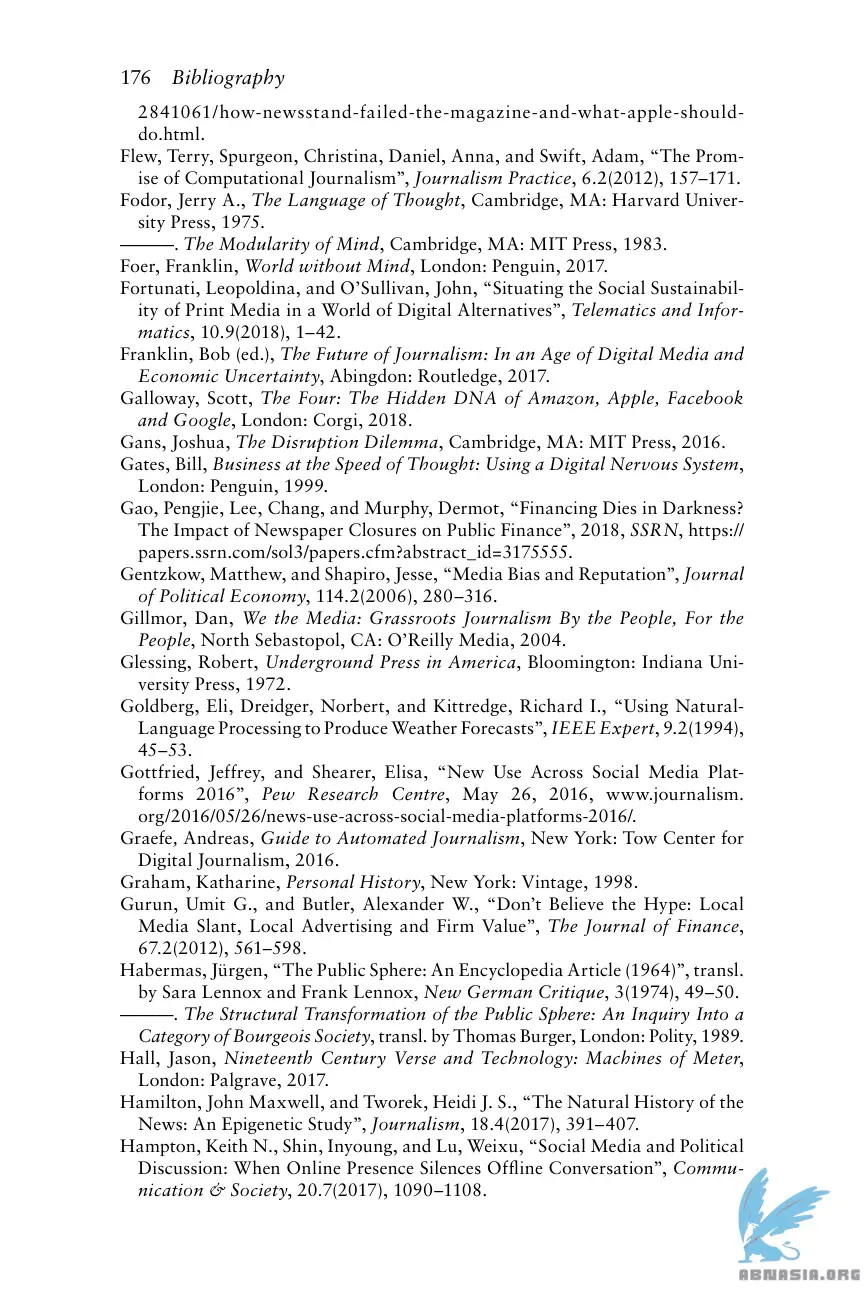 176 Bibliography
2841061/how-newsstand-failed-the-magazine-and-what-apple-should-
do.html.
Flew, Terry, Spurgeon, Christina, Daniel, Anna, and Swift, Adam, “The Prom-
ise of Computational Journalism”, Journalism Practice, 6.2(2012), 157–171.
Fodor, Jerry A., The Language of Thought, Cambridge, MA: Harvard Univer-
sity Press, 1975.
———. The Modularity of Mind, Cambridge, MA: MIT Press, 1983.
Foer, Franklin, World without Mind, London: Penguin, 2017.
Fortunati, Leopoldina, and O’Sullivan, John, “Situating the Social Sustainabil-
ity of Print Media in a World of Digital Alternatives”, Telematics and Infor-
matics, 10.9(2018), 1–42.
Franklin, Bob (ed.), The Future of Journalism: In an Age of Digital Media and
Economic Uncertainty, Abingdon: Routledge, 2017.
Galloway, Scott, The Four: The Hidden DNA of Amazon, Apple, Facebook
and Google, London: Corgi, 2018.
Gans, Joshua, The Disruption Dilemma, Cambridge, MA: MIT Press, 2016.
Gates, Bill, Business at the Speed of Thought: Using a Digital Nervous System,
London: Penguin, 1999.
Gao, Pengjie, Lee, Chang, and Murphy, Dermot, “Financing Dies in Darkness?
The Impact of Newspaper Closures on Public Finance”, 2018, SSRN, https://
papers.ssrn.com/sol3/papers.cfm?abstract_id=3175555.
Gentzkow, Matthew, and Shapiro, Jesse, “Media Bias and Reputation”, Journal
of Political Economy, 114.2(2006), 280–316.
Gillmor, Dan, We the Media: Grassroots Journalism By the People, For the
People, North Sebastopol, CA: O’Reilly Media, 2004.
Glessing, Robert, Underground Press in America, Bloomington: Indiana Uni-
versity Press, 1972.
Goldberg, Eli, Dreidger, Norbert, and Kittredge, Richard I., “Using Natural-
Language Processing to Produce Weather Forecasts”, IEEE Expert, 9.2(1994),
45–53.
Gottfried, Jeffrey, and Shearer, Elisa, “New Use Across Social Media Plat-
forms 2016”, Pew Research Centre, May 26, 2016, www.journalism.
org/2016/05/26/news-use-across-social-media-platforms-2016/.
Graefe, Andreas, Guide to Automated Journalism, New York: Tow Center for
Digital Journalism, 2016.
Graham, Katharine, Personal History, New York: Vintage, 1998.
Gurun, Umit G., and Butler, Alexander W., “Don’t Believe the Hype: Local
Media Slant, Local Advertising and Firm Value”, The Journal of Finance,
67.2(2012), 561–598.
Habermas, Jürgen, “The Public Sphere: An Encyclopedia Article (1964)”, transl.
by Sara Lennox and Frank Lennox, New German Critique, 3(1974), 49–50.
———. The Structural Transformation of the Public Sphere: An Inquiry Into a
Category of Bourgeois Society, transl. by Thomas Burger, London: Polity, 1989.
Hall, Jason, Nineteenth Century Verse and Technology: Machines of Meter,
London: Palgrave, 2017.
Hamilton, John Maxwell, and Tworek, Heidi J. S., “The Natural History of the
News: An Epigenetic Study”, Journalism, 18.4(2017), 391–407.
Hampton, Keith N., Shin, Inyoung, and Lu, Weixu, “Social Media and Political
Discussion: When Online Presence Silences Offline Conversation”, Commu-
nication & Society, 20.7(2017), 1090–1108.
ABNASIA.ORG